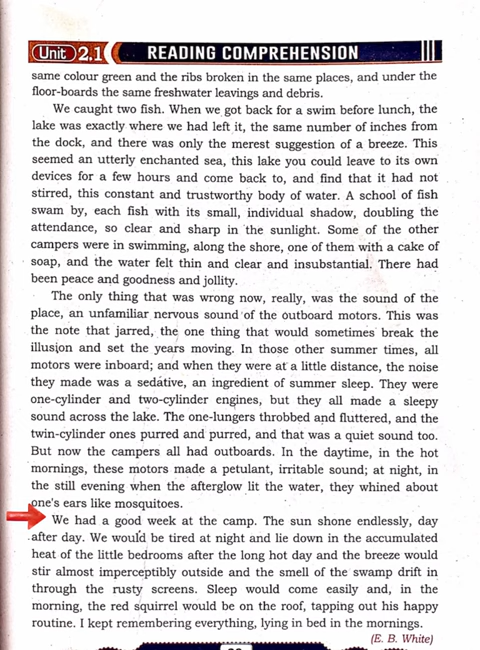 Unit 2.1 READING COMPREHENSION
same colour green and the ribs broken in the same places, and under the
floor-boards the same freshwater leavings and debris.
We caught two fish. When we got back for a swim before lunch, the
lake was exactly where we had left it, the same number of inches from
the dock, and there was only the merest suggestion of a breeze. This
seemed an utterly enchanted sea, this lake you could leave to its own
devices for a few hours and come back to, and find that it had not
stirred, this constant and trustworthy body of water. A school of fish
swam by, each fish with its small, individual shadow, doubling the
attendance, so clear and sharp in the sunlight. Some of the other
campers were in swimming, along the shore, one of them with a cake of
soap, and the water felt thin and clear and insubstantial. There had
been peace and goodness and jollity.
The only thing that was wrong now, really, was the sound of the
place, an unfamiliar nervous sound of the outboard motors. This was
the note that jarred, the one thing that would sometimes break the
illusion and set the years moving. In those other summer times, all
motors were inboard; and when they were at a little distance, the noise
they made was a sedative, an ingredient of summer sleep. They were
one-cylinder and two-cylinder engines, but they all made a sleepy
sound across the lake. The one-lungers throbbed and fluttered, and the
twin-cylinder ones purred and purred, and that was a quiet sound too.
But now the campers all had outboards. In the daytime, in the hot
mornings, these motors made a petulant, irritable sound; at night, in
the still evening when the afterglow lit the water, they whined about
one's ears like mosquitoes.
We had a good week at the camp. The sun shone endlessly, day
after day. We would be tired at night and lie down in the accumulated
heat of the little bedrooms after the long hot day and the breeze would
stir almost imperceptibly outside and the smell of the swamp drift in
through the rusty screens. Sleep would come easily and, in the
morning, the red squirrel would be on the roof, tapping out his happy
routine. I kept remembering everything, lying in bed in the mornings.
(E. B. White)